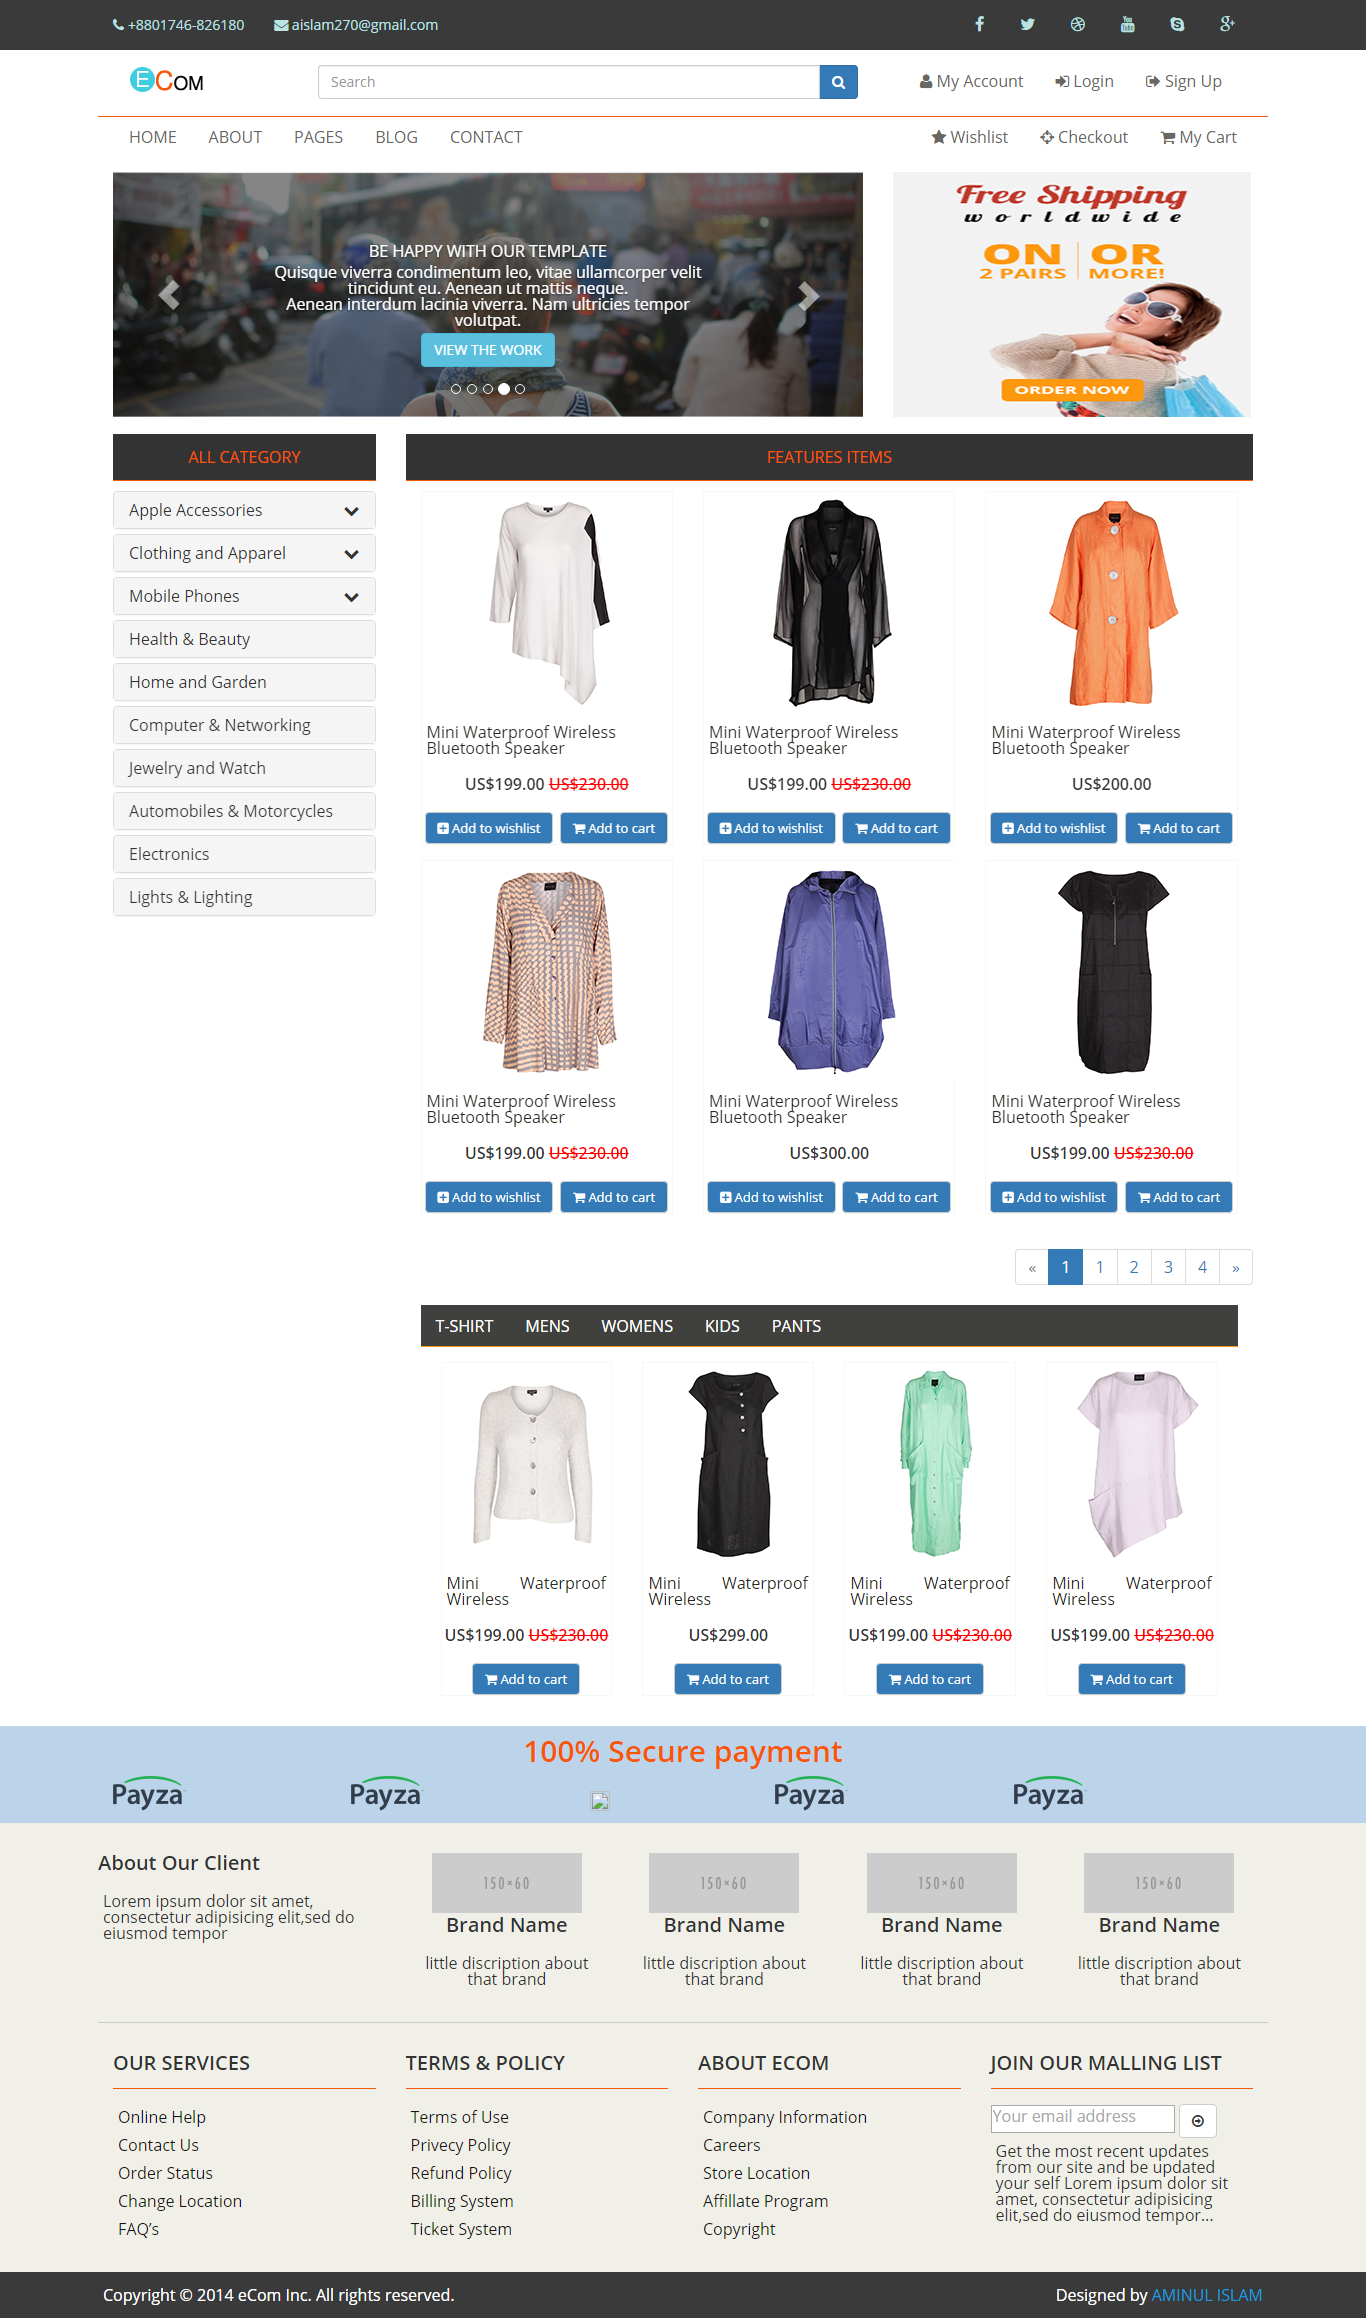 +8801746-826180 aislam270@gmail.com
ECOM
Search
My Account Login Sign Up
HOME ABOUT PAGES BLOG CONTACT
Wishlist Checkout My Cart
BE HAPPY WITH OUR TEMPLATE
Quisque viverra condimentum leo, vitae ullamcorper velit
tincidunt eu. Aenean ut mattis neque.
Aenean interdum lacinia viverra. Nam ultricies tempor
volutpat.
VIEW THE WORK
Free Shipping
worldwide
ON OR
2 PAIRS MORE!
ORDER NOW
ALL CATEGORY
Apple Accessories
Clothing and Apparel
Mobile Phones
Health & Beauty
Home and Garden
Computer & Networking
Jewelry and Watch
Automobiles & Motorcycles
Electronics
Lights & Lighting
FEATURES ITEMS
Mini Waterproof Wireless
Bluetooth Speaker
US$199.00 US$230.00
Add to wishlist Add to cart
Mini Waterproof Wireless
Bluetooth Speaker
US$199.00 US$230.00
Add to wishlist Add to cart
Mini Waterproof Wireless
Bluetooth Speaker
US$200.00
Add to wishlist Add to cart
Mini Waterproof Wireless
Bluetooth Speaker
US$199.00 US$230.00
Add to wishlist Add to cart
Mini Waterproof Wireless
Bluetooth Speaker
US$300.00
Add to wishlist Add to cart
Mini Waterproof Wireless
Bluetooth Speaker
US$199.00 US$230.00
Add to wishlist Add to cart
« 1 1 2 3 4 »
T-SHIRT MENS WOMENS KIDS PANTS
Mini Waterproof
Wireless
US$199.00 US$230.00
Add to cart
Mini Waterproof
Wireless
US$299.00
Add to cart
Mini Waterproof
Wireless
US$199.00 US$230.00
Add to cart
Mini Waterproof
Wireless
US$199.00 US$230.00
Add to cart
100% Secure payment
Payza Payza Payza Payza
About Our Client
Lorem ipsum dolor sit amet,
consectetur adipisicing elit,sed do
eiusmod tempor
150×60
Brand Name
little discription about
that brand
150×60
Brand Name
little discription about
that brand
150×60
Brand Name
little discription about
that brand
150×60
Brand Name
little discription about
that brand
OUR SERVICES
Online Help
Contact Us
Order Status
Change Location
FAQ's
TERMS & POLICY
Terms of Use
Privecy Policy
Refund Policy
Billing System
Ticket System
ABOUT ECOM
Company Information
Careers
Store Location
Affillate Program
Copyright
JOIN OUR MALLING LIST
Your email address
Get the most recent updates
from our site and be updated
your self Lorem ipsum dolor sit
amet, consectetur adipisicing
elit,sed do eiusmod tempor...
Copyright © 2014 eCom Inc. All rights reserved.
Designed by AMINUL ISLAM